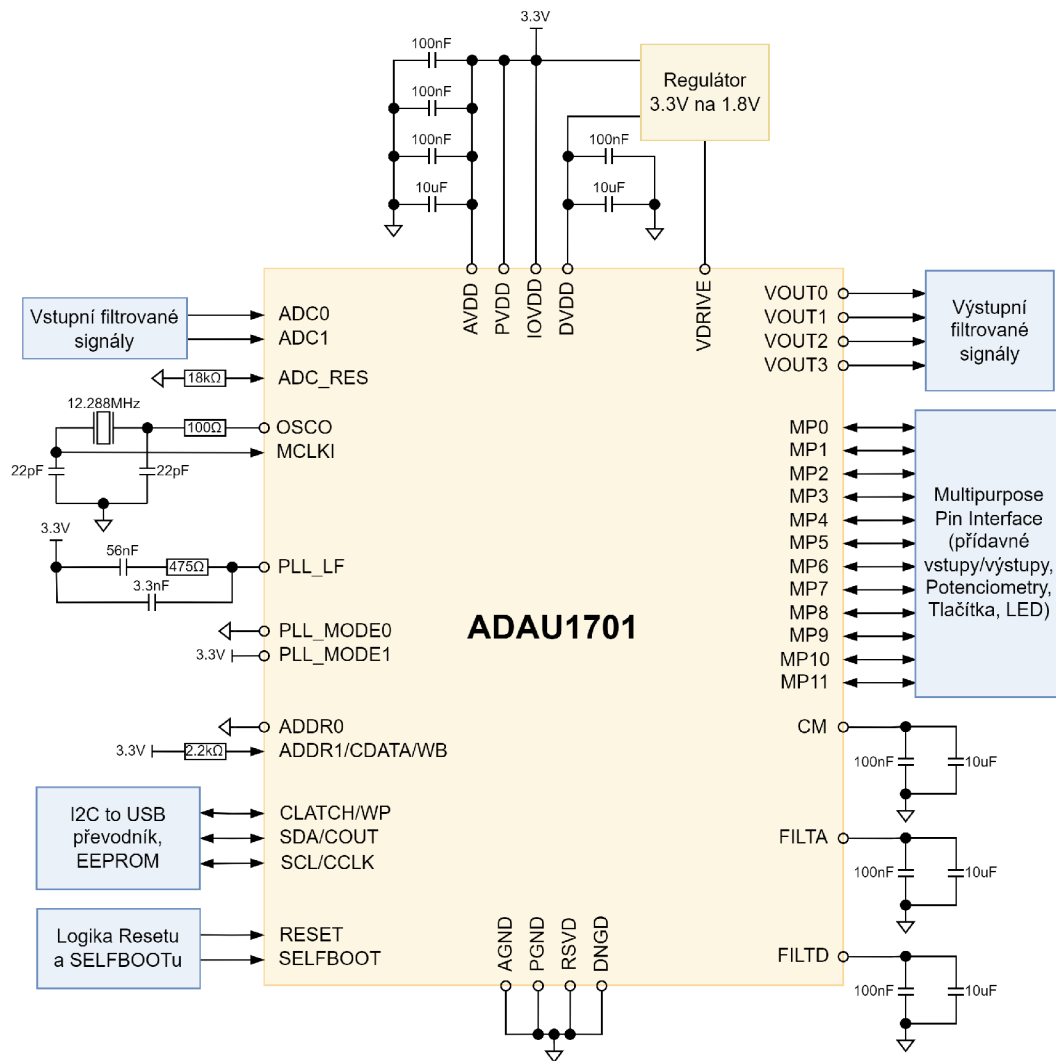 3.3V
100nF
100nF
100nF
10uF
Regulátor
3.3V na 1.8V
100nF
10uF
AVDD
PVDD
IOVDD
DVDD
VDRIVE
Vstupní filtrované
signály
ADC0
ADC1
18kΩ
ADC_RES
12.288MHz
100Ω
OSCO
MCLKI
22pF
22pF
3.3V
56nF
475Ω
3.3nF
PLL_LF
PLL_MODE0
3.3V
PLL_MODE1
ADDR0
3.3V
2.2kΩ
ADDR1/CDATA/WB
I2C to USB
převodník,
EEPROM
CLATCH/WP
SDA/COUT
SCL/CCLK
Logika Resetu
a SELFBOOTu
RESET
SELFBOOT
ADAU1701
AGND
PGND
RSVD
DNGD
VOUT0
VOUT1
VOUT2
VOUT3
Výstupní
filtrované
signály
MP0
MP1
MP2
MP3
MP4
MP5
MP6
MP7
MP8
MP9
MP10
MP11
Multipurpose
Pin Interface
(přídavné
vstupy/výstupy,
Potenciometry,
Tlačítka, LED)
CM
100nF
10uF
FILTA
100nF
10uF
FILTD
100nF
10uF